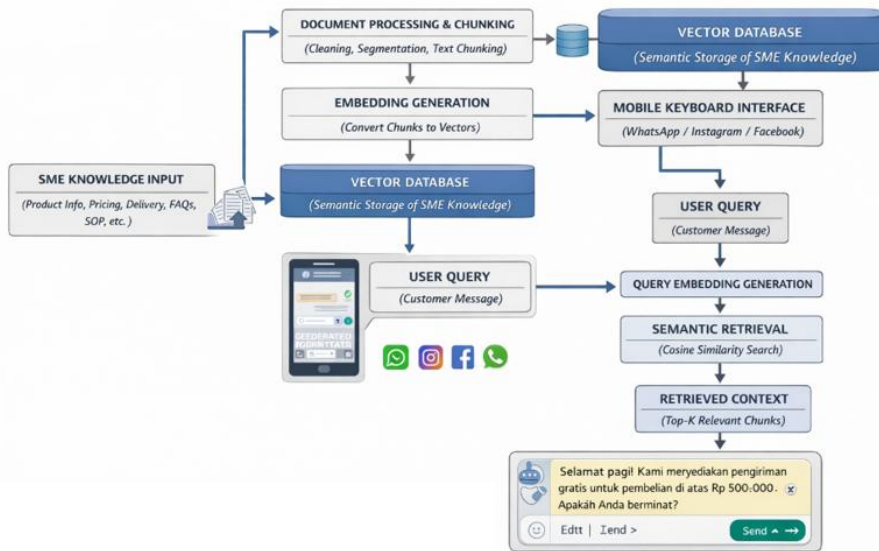 DOCUMENT PROCESSING & CHUNKING
(Cleaning, Segmentation, Text Chunking)
VECTOR DATABASE
(Semantic Storage of SME Knowledge)
EMBEDDING GENERATION
(Convert Chunks to Vectors)
MOBILE KEYBOARD INTERFACE
(WhatsApp / Instagram / Facebook)
SME KNOWLEDGE INPUT
(Product Info, Pricing, Delivery, FAQs,
SOP, etc.)
VECTOR DATABASE
(Semantic Storage of SME Knowledge)
USER QUERY
(Customer Message)
USER QUERY
(Customer Message)
QUERY EMBEDDING GENERATION
SEMANTIC RETRIEVAL
(Cosine Similarity Search)
RETRIEVED CONTEXT
(Top-K Relevant Chunks)
Selamat pagi! Kami meryediakan pengiriman
gratis untuk pembelian di atas Rp 500.000.
Apakáh Anda berminat?
Edtt | Iend >
Send